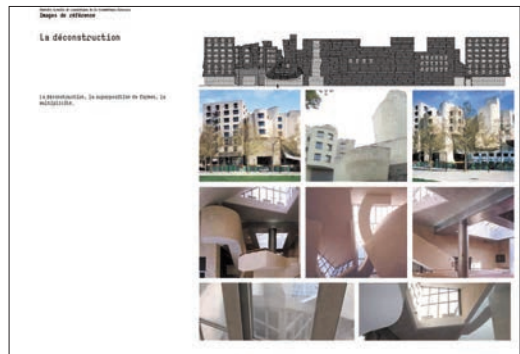 Images de référence
La déconstruction
La déconstruction, la superposition de formes, la
multiplicité.